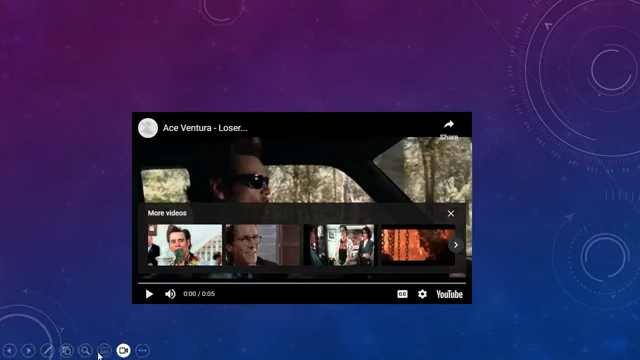 Ace Ventura - Loser...
Share
More videos
0:00 / 0:05
CC
YouTube